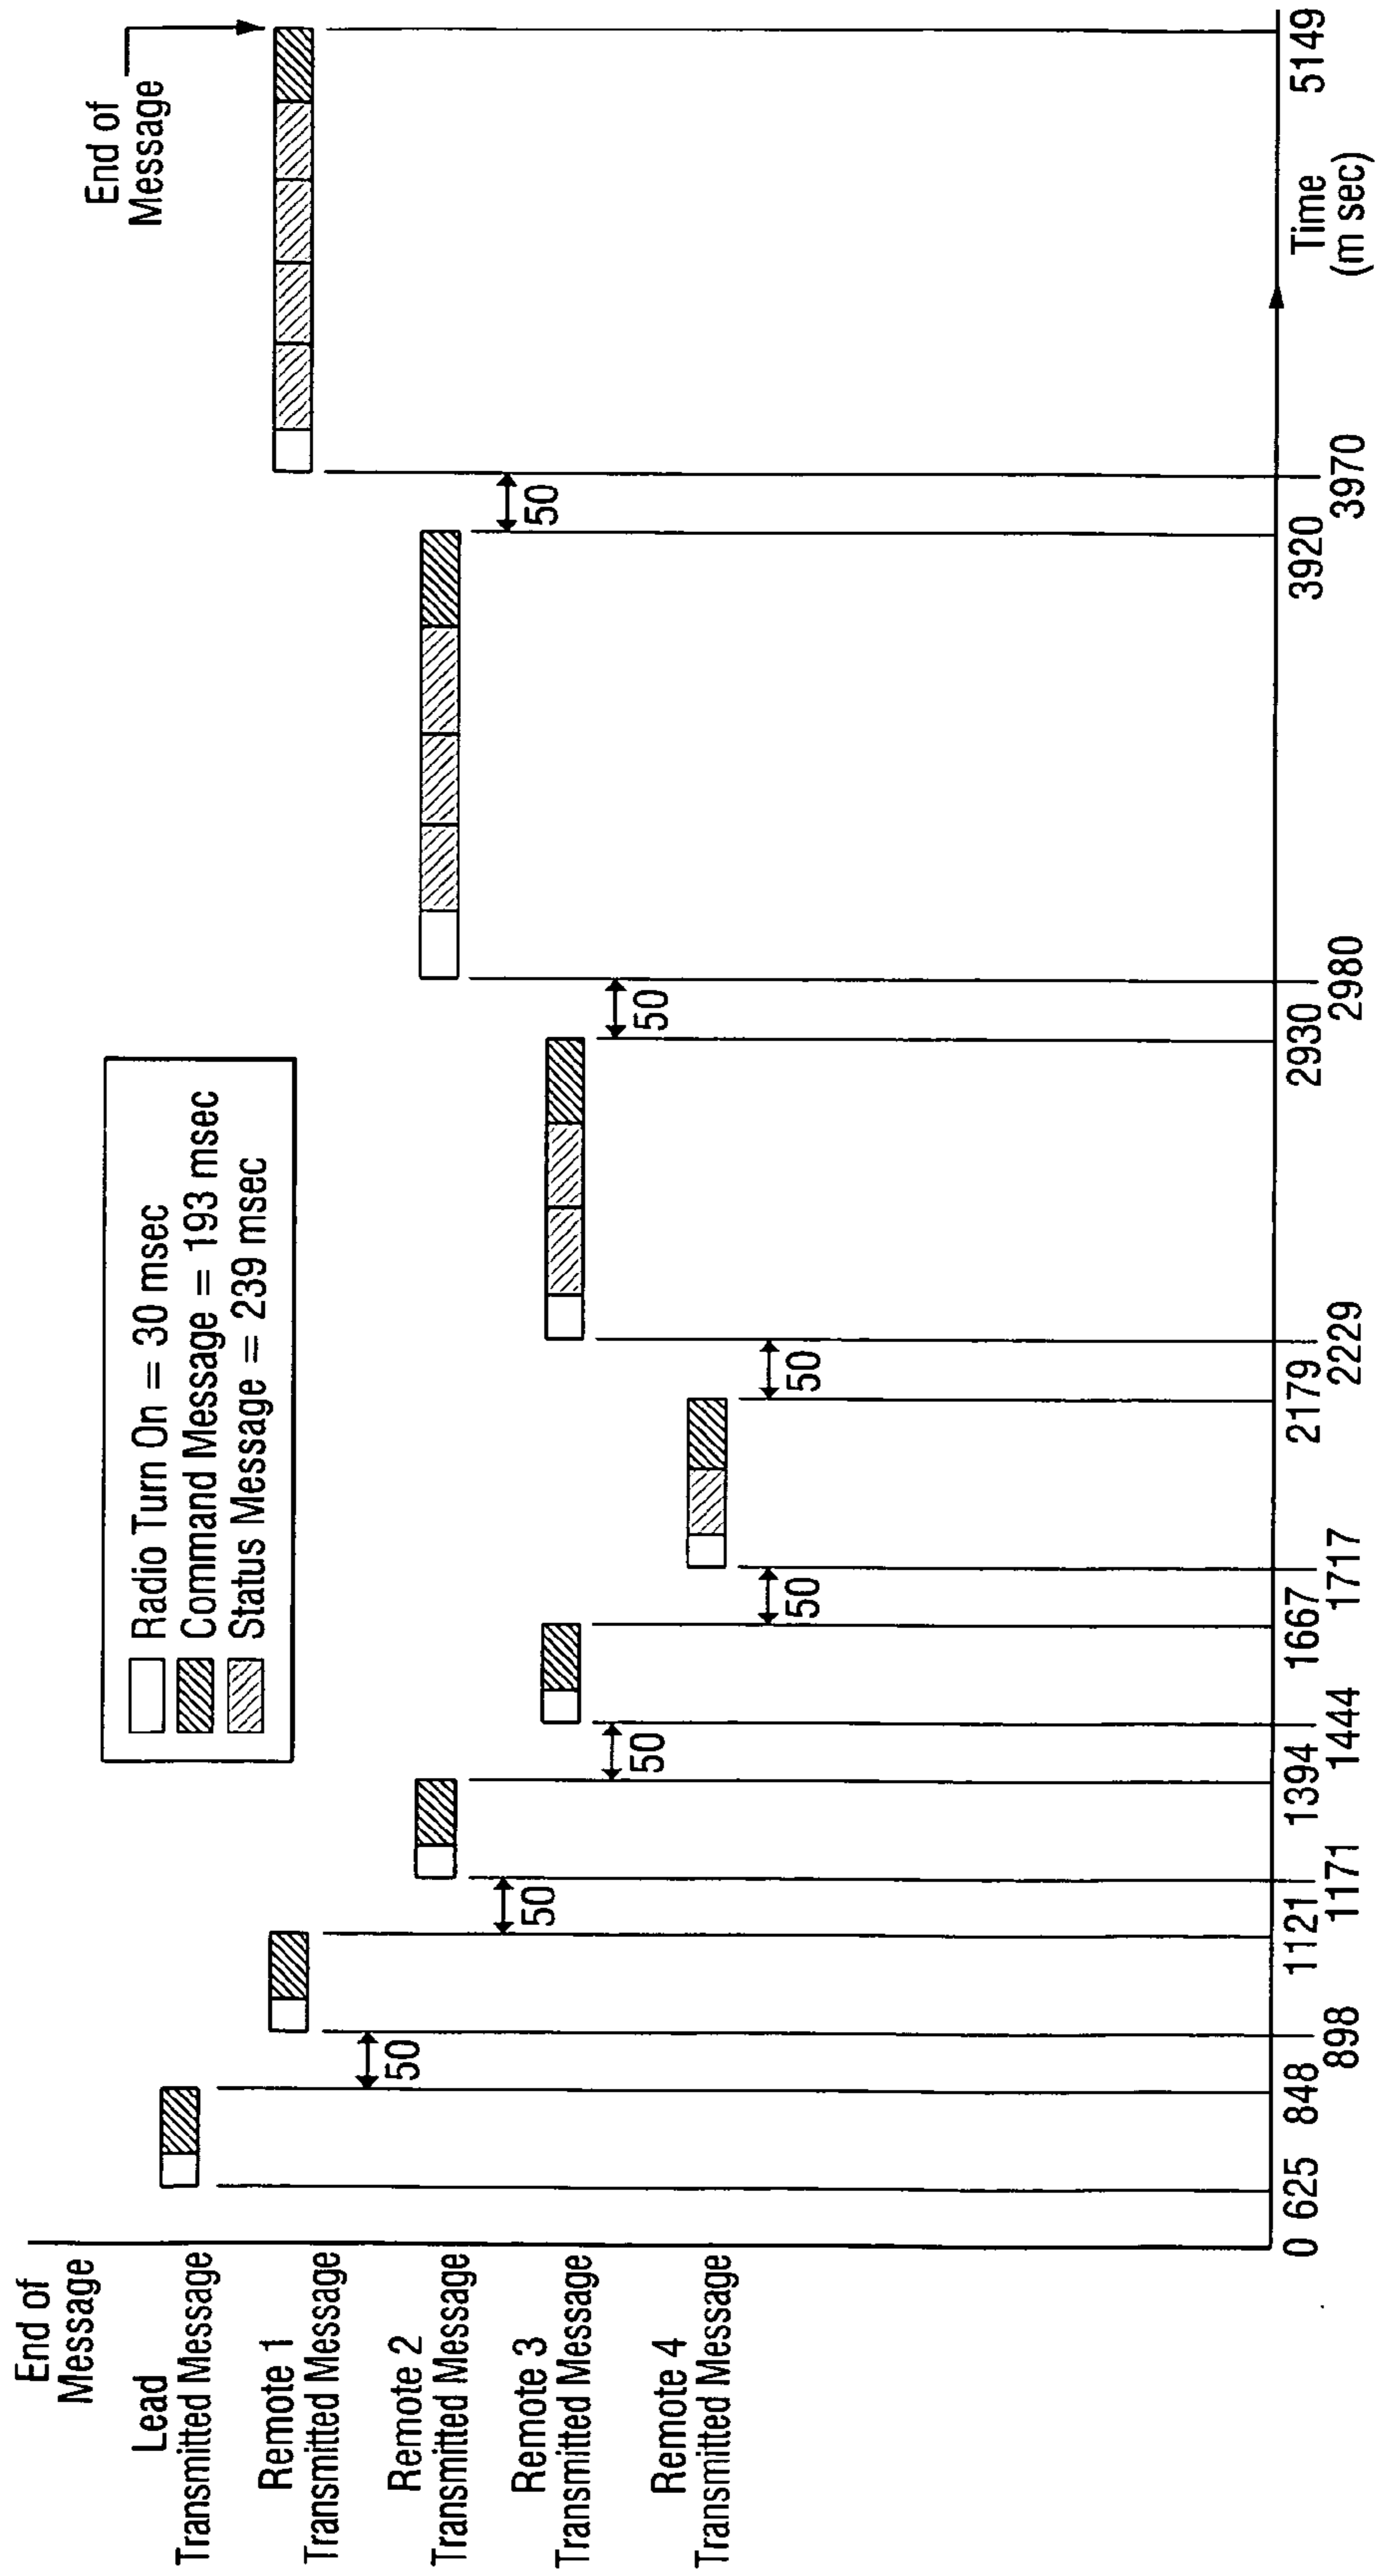 End of
Message
Lead
Transmitted Message
Remote 1
Transmitted Message
Remote 2
Transmitted Message
Remote 3
Transmitted Message
Remote 4
Transmitted Message
Radio Turn On = 30 msec
Command Message = 193 msec
Status Message = 239 msec
End of
Message
50
50
50
50
50
50
50
0 625 848 1121 1394 1667 2179 2930 3920 5149
898 1171 1444 1717 2229 2980 3970
Time
(m sec)